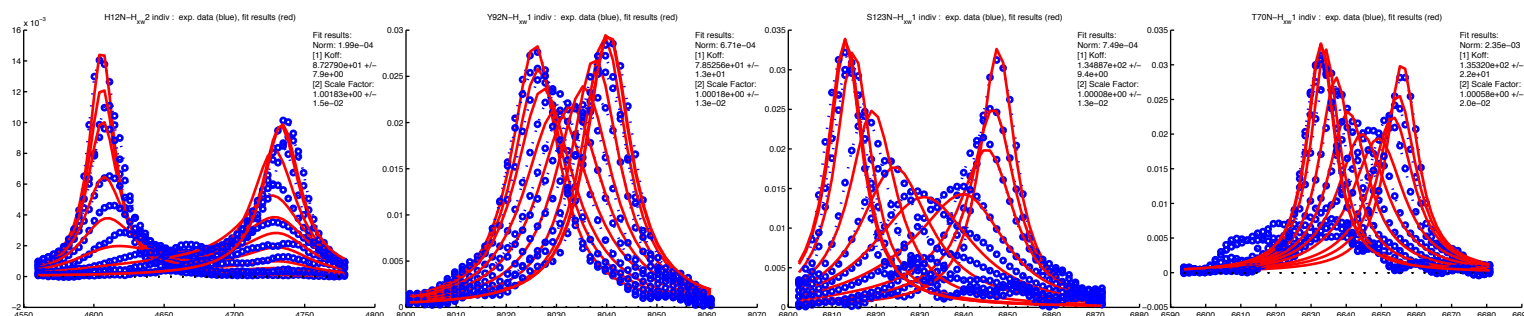 H12N−Hxw2 indiv : exp. data (blue), fit results (red)
x 10−3
16
14
12
10
8
6
4
2
0
−2
4550
4600
4650
4700
4750
4800
Fit results:
Norm: 1.99e−04
[1] Koff:
8.72790e+01 +/−
7.9e+00
[2] Scale Factor:
1.00183e+00 +/−
1.5e−02
Y92N−Hxw1 indiv : exp. data (blue), fit results (red)
0.03
0.025
0.02
0.015
0.01
0.005
0
8001
8010
8020
8030
8040
8050
8060
8070
Fit results:
Norm: 6.71e−04
[1] Koff:
7.85256e+01 +/−
1.3e+01
[2] Scale Factor:
1.00018e+00 +/−
1.3e−02
S123N−Hxw1 indiv : exp. data (blue), fit results (red)
0.035
0.03
0.025
0.02
0.015
0.01
0.005
0
6800
6810
6820
6830
6840
6850
6860
6870
6880
Fit results:
Norm: 7.49e−04
[1] Koff:
1.34887e+02 +/−
9.4e+00
[2] Scale Factor:
1.00008e+00 +/−
1.3e−02
T70N−Hxw1 indiv : exp. data (blue), fit results (red)
0.035
0.03
0.025
0.02
0.015
0.01
0.005
0
−0.005
6590
6600
6610
6620
6630
6640
6650
6660
6670
6680
Fit results:
Norm: 2.35e−03
[1] Koff:
1.35320e+02 +/−
2.2e+01
[2] Scale Factor:
1.00058e+00 +/−
2.0e−02